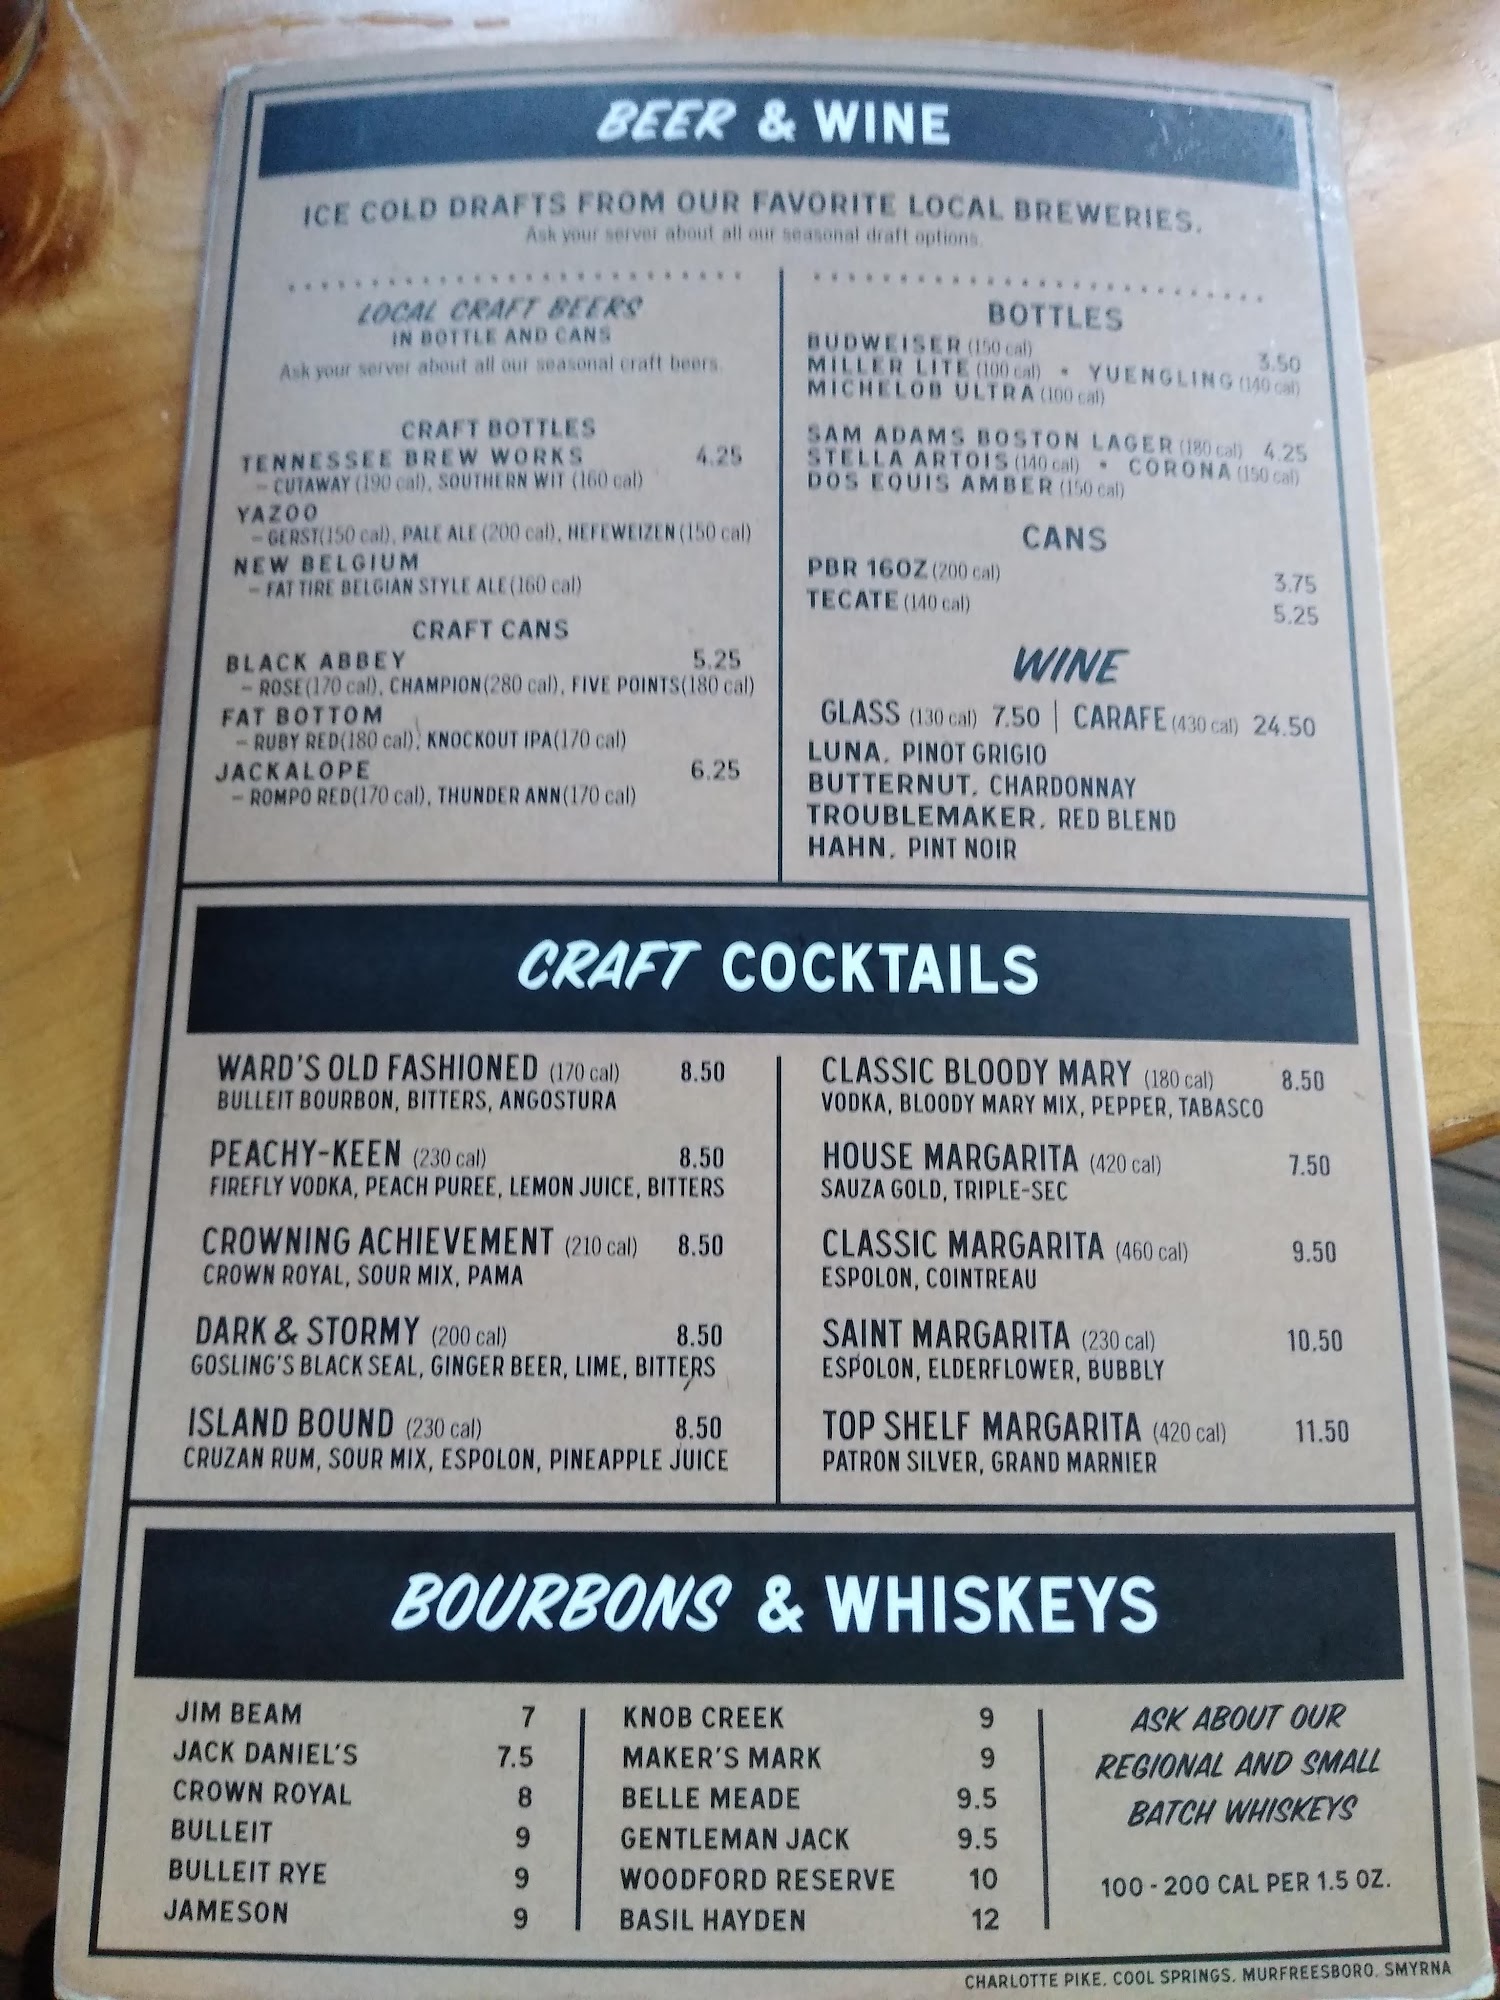 BEER & WINE
ICE COLD DRAFTS FROM OUR FAVORITE LOCAL BREWERIES.
Ask your server about all our seasonal draft options.
LOCAL CRAFT BEERS
IN BOTTLE AND CANS
Ask your server about all our seasonal craft beers.
CRAFT BOTTLES
TENNESSEE BREW WORKS 4.25
– CUTAWAY (190 cal), SOUTHERN WIT (160 cal)
YAZOO
– GERST(150 cal), PALE ALE (200 cal), HEFEWEIZEN (150 cal)
NEW BELGIUM
– FAT TIRE BELGIAN STYLE ALE(160 cal)
CRAFT CANS
BLACK ABBEY 5.25
– ROSE(170 cal), CHAMPION(280 cal), FIVE POINTS(180 cal)
FAT BOTTOM
– RUBY RED(180 cal), KNOCKOUT IPA(170 cal)
JACKALOPE 6.25
– ROMPO RED(170 cal), THUNDER ANN(170 cal)
BOTTLES
BUDWEISER (150 cal) 3.50
MILLER LITE (100 cal) • YUENGLING (140 cal)
MICHELOB ULTRA (100 cal)
SAM ADAMS BOSTON LAGER (180 cal) 4.25
STELLA ARTOIS (140 cal) • CORONA (150 cal)
DOS EQUIS AMBER (150 cal)
CANS
PBR 16OZ (200 cal) 3.75
TECATE (140 cal) 5.25
WINE
GLASS (130 cal) 7.50 | CARAFE (430 cal) 24.50
LUNA, PINOT GRIGIO
BUTTERNUT, CHARDONNAY
TROUBLEMAKER, RED BLEND
HAHN, PINT NOIR
CRAFT COCKTAILS
WARD'S OLD FASHIONED (170 cal) 8.50
BULLEIT BOURBON, BITTERS, ANGOSTURA
PEACHY-KEEN (230 cal) 8.50
FIREFLY VODKA, PEACH PUREE, LEMON JUICE, BITTERS
CROWNING ACHIEVEMENT (210 cal) 8.50
CROWN ROYAL, SOUR MIX, PAMA
DARK & STORMY (200 cal) 8.50
GOSLING'S BLACK SEAL, GINGER BEER, LIME, BITTERS
ISLAND BOUND (230 cal) 8.50
CRUZAN RUM, SOUR MIX, ESPOLON, PINEAPPLE JUICE
CLASSIC BLOODY MARY (180 cal) 8.50
VODKA, BLOODY MARY MIX, PEPPER, TABASCO
HOUSE MARGARITA (420 cal) 7.50
SAUZA GOLD, TRIPLE-SEC
CLASSIC MARGARITA (460 cal) 9.50
ESPOLON, COINTREAU
SAINT MARGARITA (230 cal) 10.50
ESPOLON, ELDERFLOWER, BUBBLY
TOP SHELF MARGARITA (420 cal) 11.50
PATRON SILVER, GRAND MARNIER
BOURBONS & WHISKEYS
JIM BEAM 7
JACK DANIEL'S 7.5
CROWN ROYAL 8
BULLEIT 9
BULLEIT RYE 9
JAMESON 9
KNOB CREEK 9
MAKER'S MARK 9
BELLE MEADE 9.5
GENTLEMAN JACK 9.5
WOODFORD RESERVE 10
BASIL HAYDEN 12
ASK ABOUT OUR
REGIONAL AND SMALL
BATCH WHISKEYS
100 - 200 CAL PER 1.5 OZ.
CHARLOTTE PIKE, COOL SPRINGS, MURFREESBORO, SMYRNA